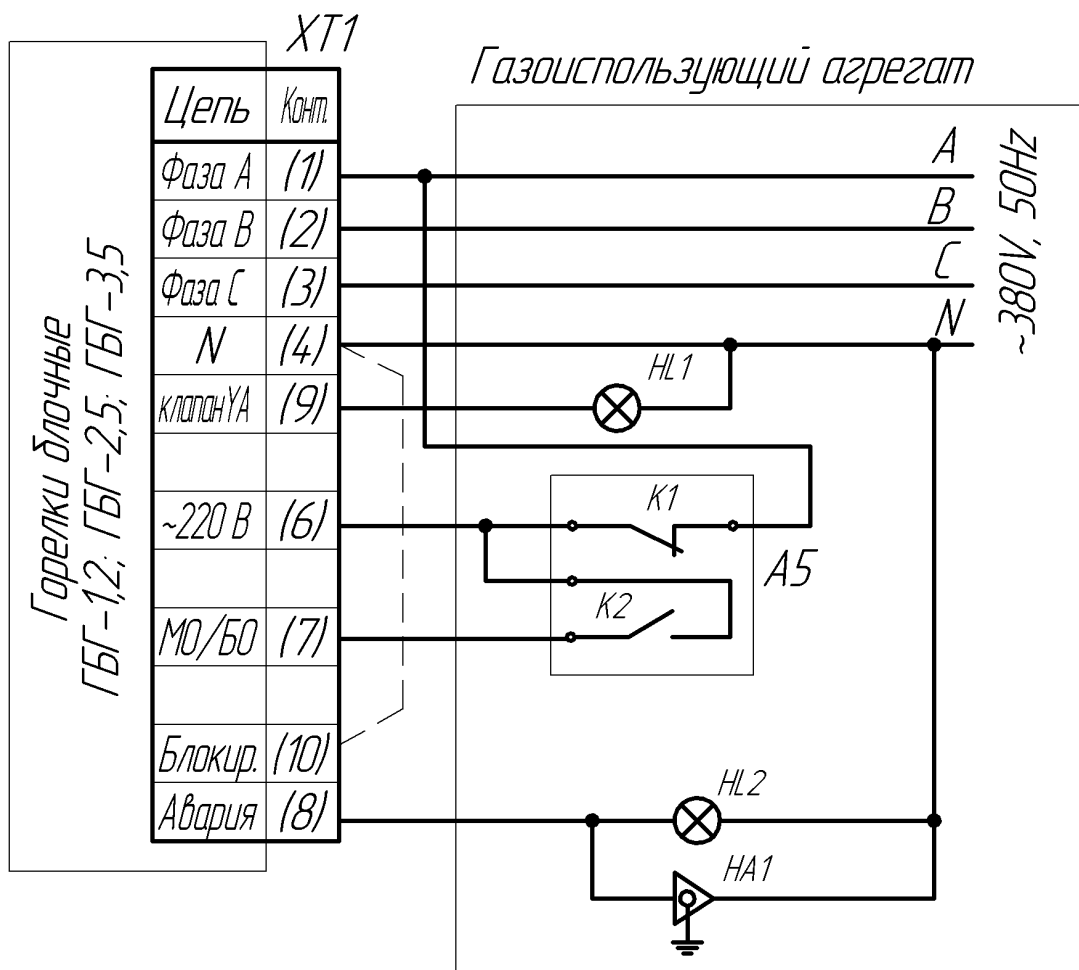 XT1
Газоиспользующий агрегат
Цепь Конт.
Фаза А (1)
Фаза В (2)
Фаза С (3)
N (4)
клапанYA (9)
~220 В (6)
МО/БО (7)
Блокир. (10)
Авария (8)
Горелки блочные
ГБГ-1,2; ГБГ-2,5; ГБГ-3,5
A
B
C
N
~380V, 50Hz
HL1
K1
A5
K2
HL2
HA1